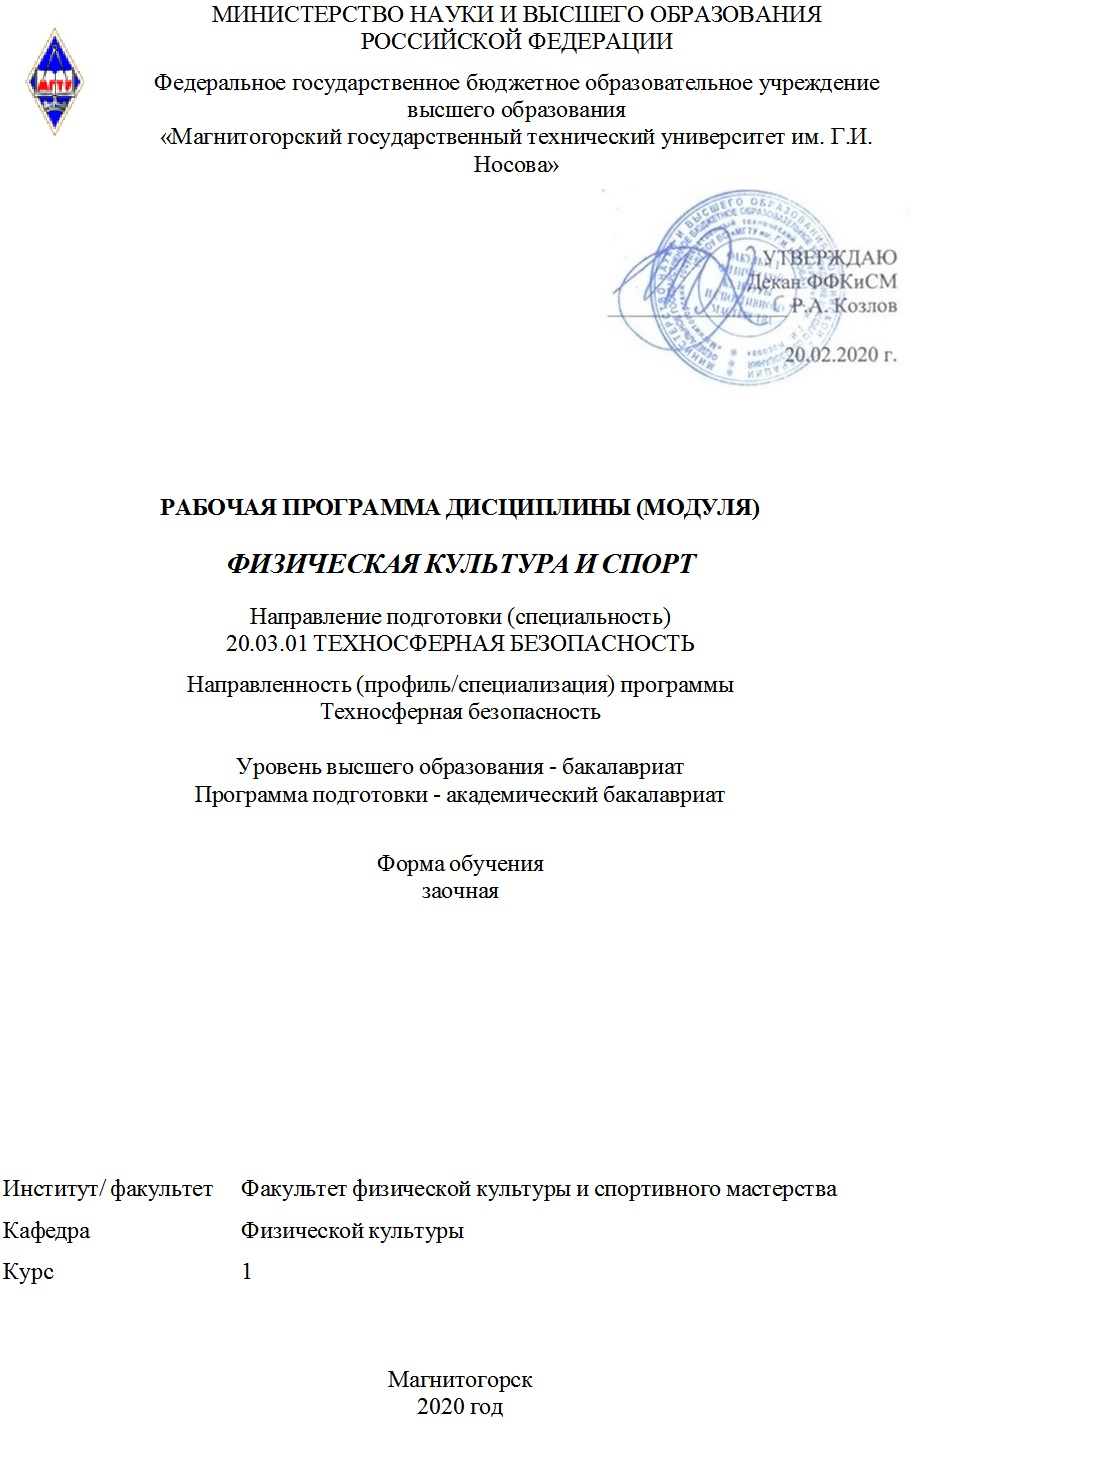 МИНИСТЕРСТВО НАУКИ И ВЫСШЕГО ОБРАЗОВАНИЯ
РОССИЙСКОЙ ФЕДЕРАЦИИ
МГТУ
Федеральное государственное бюджетное образовательное учреждение
высшего образования
«Магнитогорский государственный технический университет им. Г.И.
Носова»
УТВЕРЖДАЮ
Декан ФФКиСМ
Р.А. Козлов
20.02.2020 г.
РАБОЧАЯ ПРОГРАММА ДИСЦИПЛИНЫ (МОДУЛЯ)
ФИЗИЧЕСКАЯ КУЛЬТУРА И СПОРТ
Направление подготовки (специальность)
20.03.01 ТЕХНОСФЕРНАЯ БЕЗОПАСНОСТЬ
Направленность (профиль/специализация) программы
Техносферная безопасность
Уровень высшего образования - бакалавриат
Программа подготовки - академический бакалавриат
Форма обучения
заочная
Институт/ факультет Факультет физической культуры и спортивного мастерства
Кафедра Физической культуры
Курс 1
Магнитогорск
2020 год